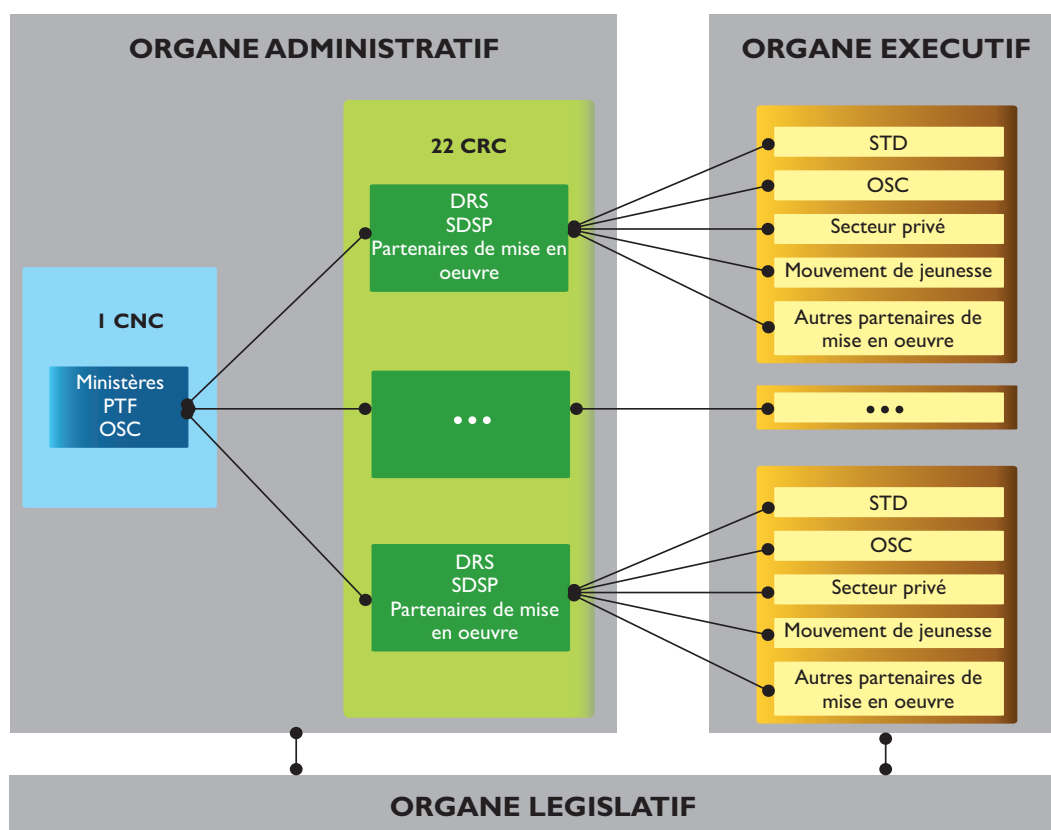 ORGANE ADMINISTRATIF
1 CNC
Ministères
PTF
OSC
22 CRC
DRS
SDSP
Partenaires de mise en
oeuvre
...
DRS
SDSP
Partenaires de mise
en oeuvre
ORGANE EXECUTIF
STD
OSC
Secteur privé
Mouvement de jeunesse
Autres partenaires de
mise en oeuvre
...
STD
OSC
Secteur privé
Mouvement de jeunesse
Autres partenaires de
mise en oeuvre
ORGANE LEGISLATIF